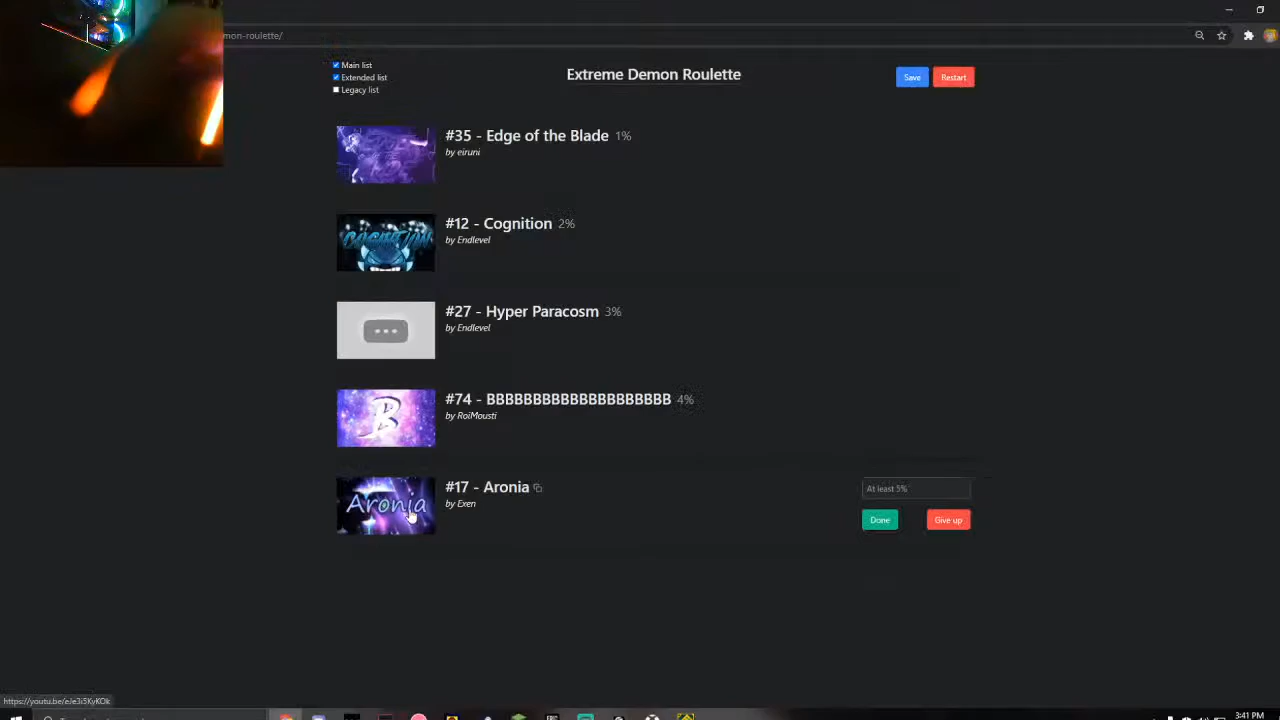 mon-roulette/
Main list
Extended list
Legacy list
Extreme Demon Roulette
Save
Restart
#35 - Edge of the Blade 1%
by eiruni
#12 - Cognition 2%
by Endlevel
COGNITION
#27 - Hyper Paracosm 3%
by Endlevel
#74 - BBBBBBBBBBBBBBBBBBBB 4%
by RoiMousti
B
#17 - Aronia
by Exen
Aronia
At least 5%
Done
Give up
3:41 PM